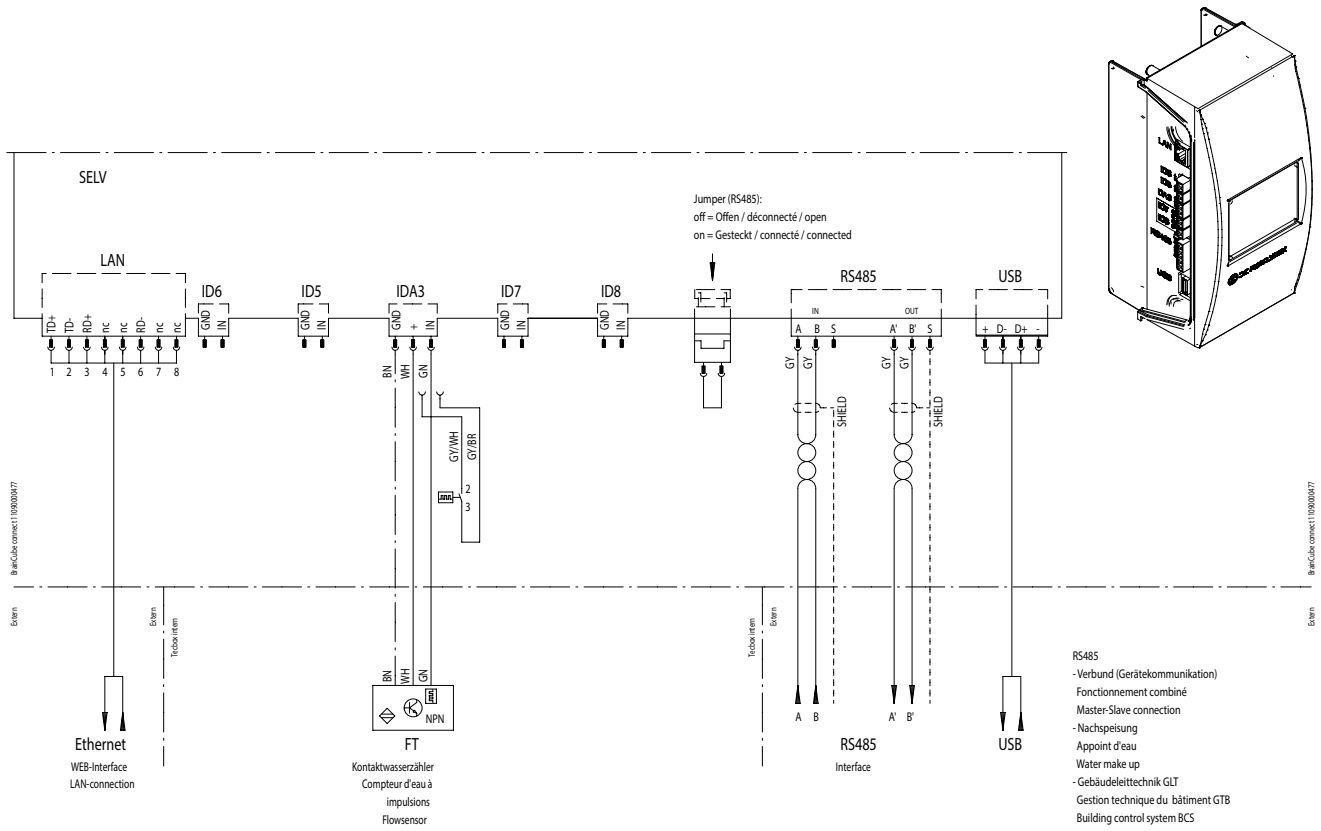 SELV
Jumper (RS485):
off = Offen / déconnecté / open
on = Gesteckt / connecté / connected
LAN
ID6
ID5
IDA3
ID7
ID8
RS485
USB
IN
OUT
TD+
TD-
RD+
nc
nc
RD-
nc
nc
GND
IN
GND
IN
GND
+
IN
GND
IN
GND
IN
A
B
S
A'
B'
S
+
D-
D+
-
1
2
3
4
5
6
7
8
BN
WH
GN
GY
GY
GY
GY
SHIELD
SHIELD
GY/WH
GY/BR
2
3
BrainCube connect 11090000477
BrainCube connect 11090000477
Extern
Extern
Tecbox intern
Tecbox intern
Extern
Extern
BN
WH
GN
NPN
A
B
A'
B'
Ethernet
WEB-Interface
LAN-connection
FT
Kontaktwasserzähler
Compteur d'eau à
impulsions
Flowsensor
RS485
Interface
USB
RS485
- Verbund (Gerätekommunikation)
Fonctionnement combiné
Master-Slave connection
- Nachspeisung
Appoint d'eau
Water make up
- Gebäudeleittechnik GLT
Gestion technique du bâtiment GTB
Building control system BCS
LAN
RS485
USB